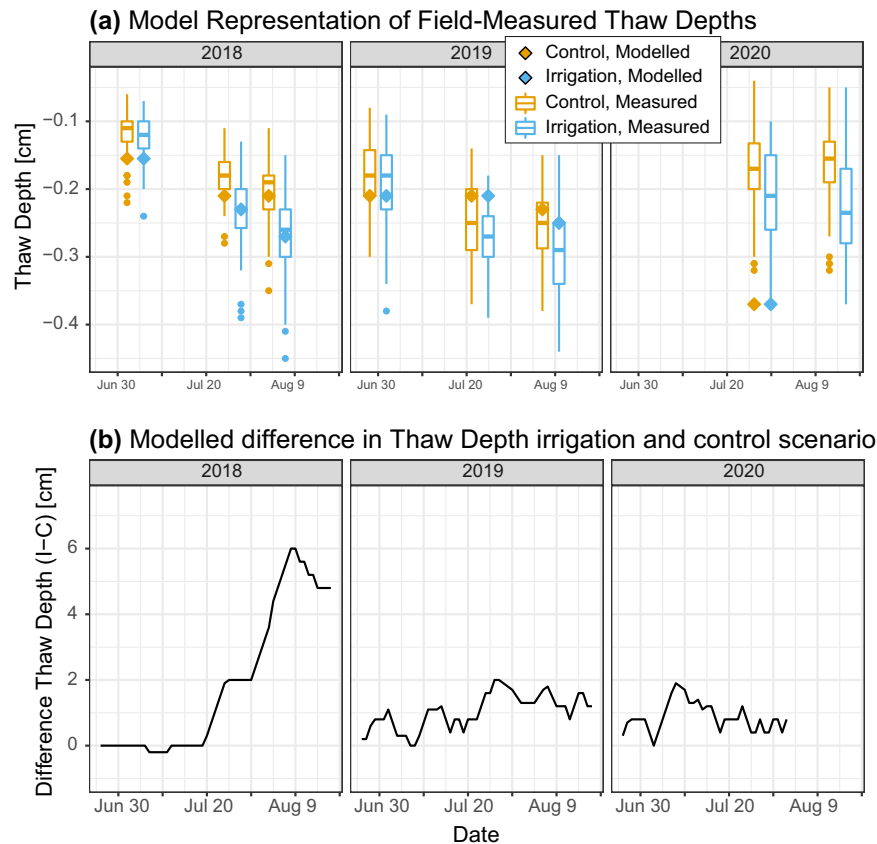 (a) Model Representation of Field-Measured Thaw Depths
2018
2019
2020
Control, Modelled
Irrigation, Modelled
Control, Measured
Irrigation, Measured
Thaw Depth [cm]
−0.1
−0.2
−0.3
−0.4
Jun 30
Jul 20
Aug 9
Jun 30
Jul 20
Aug 9
Jun 30
Jul 20
Aug 9
(b) Modelled difference in Thaw Depth irrigation and control scenario
2018
2019
2020
Difference Thaw Depth (I−C) [cm]
6
4
2
0
Jun 30
Jul 20
Aug 9
Jun 30
Jul 20
Aug 9
Jun 30
Jul 20
Aug 9
Date